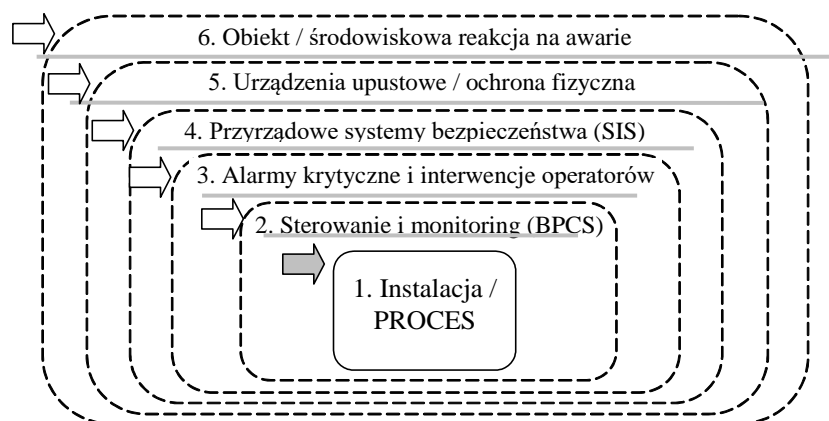 6. Obiekt / środowiskowa reakcja na awarie
5. Urządzenia upustowe / ochrona fizyczna
4. Przyrządowe systemy bezpieczeństwa (SIS)
3. Alarmy krytyczne i interwencje operatorów
2. Sterowanie i monitoring (BPCS)
1. Instalacja /
PROCES